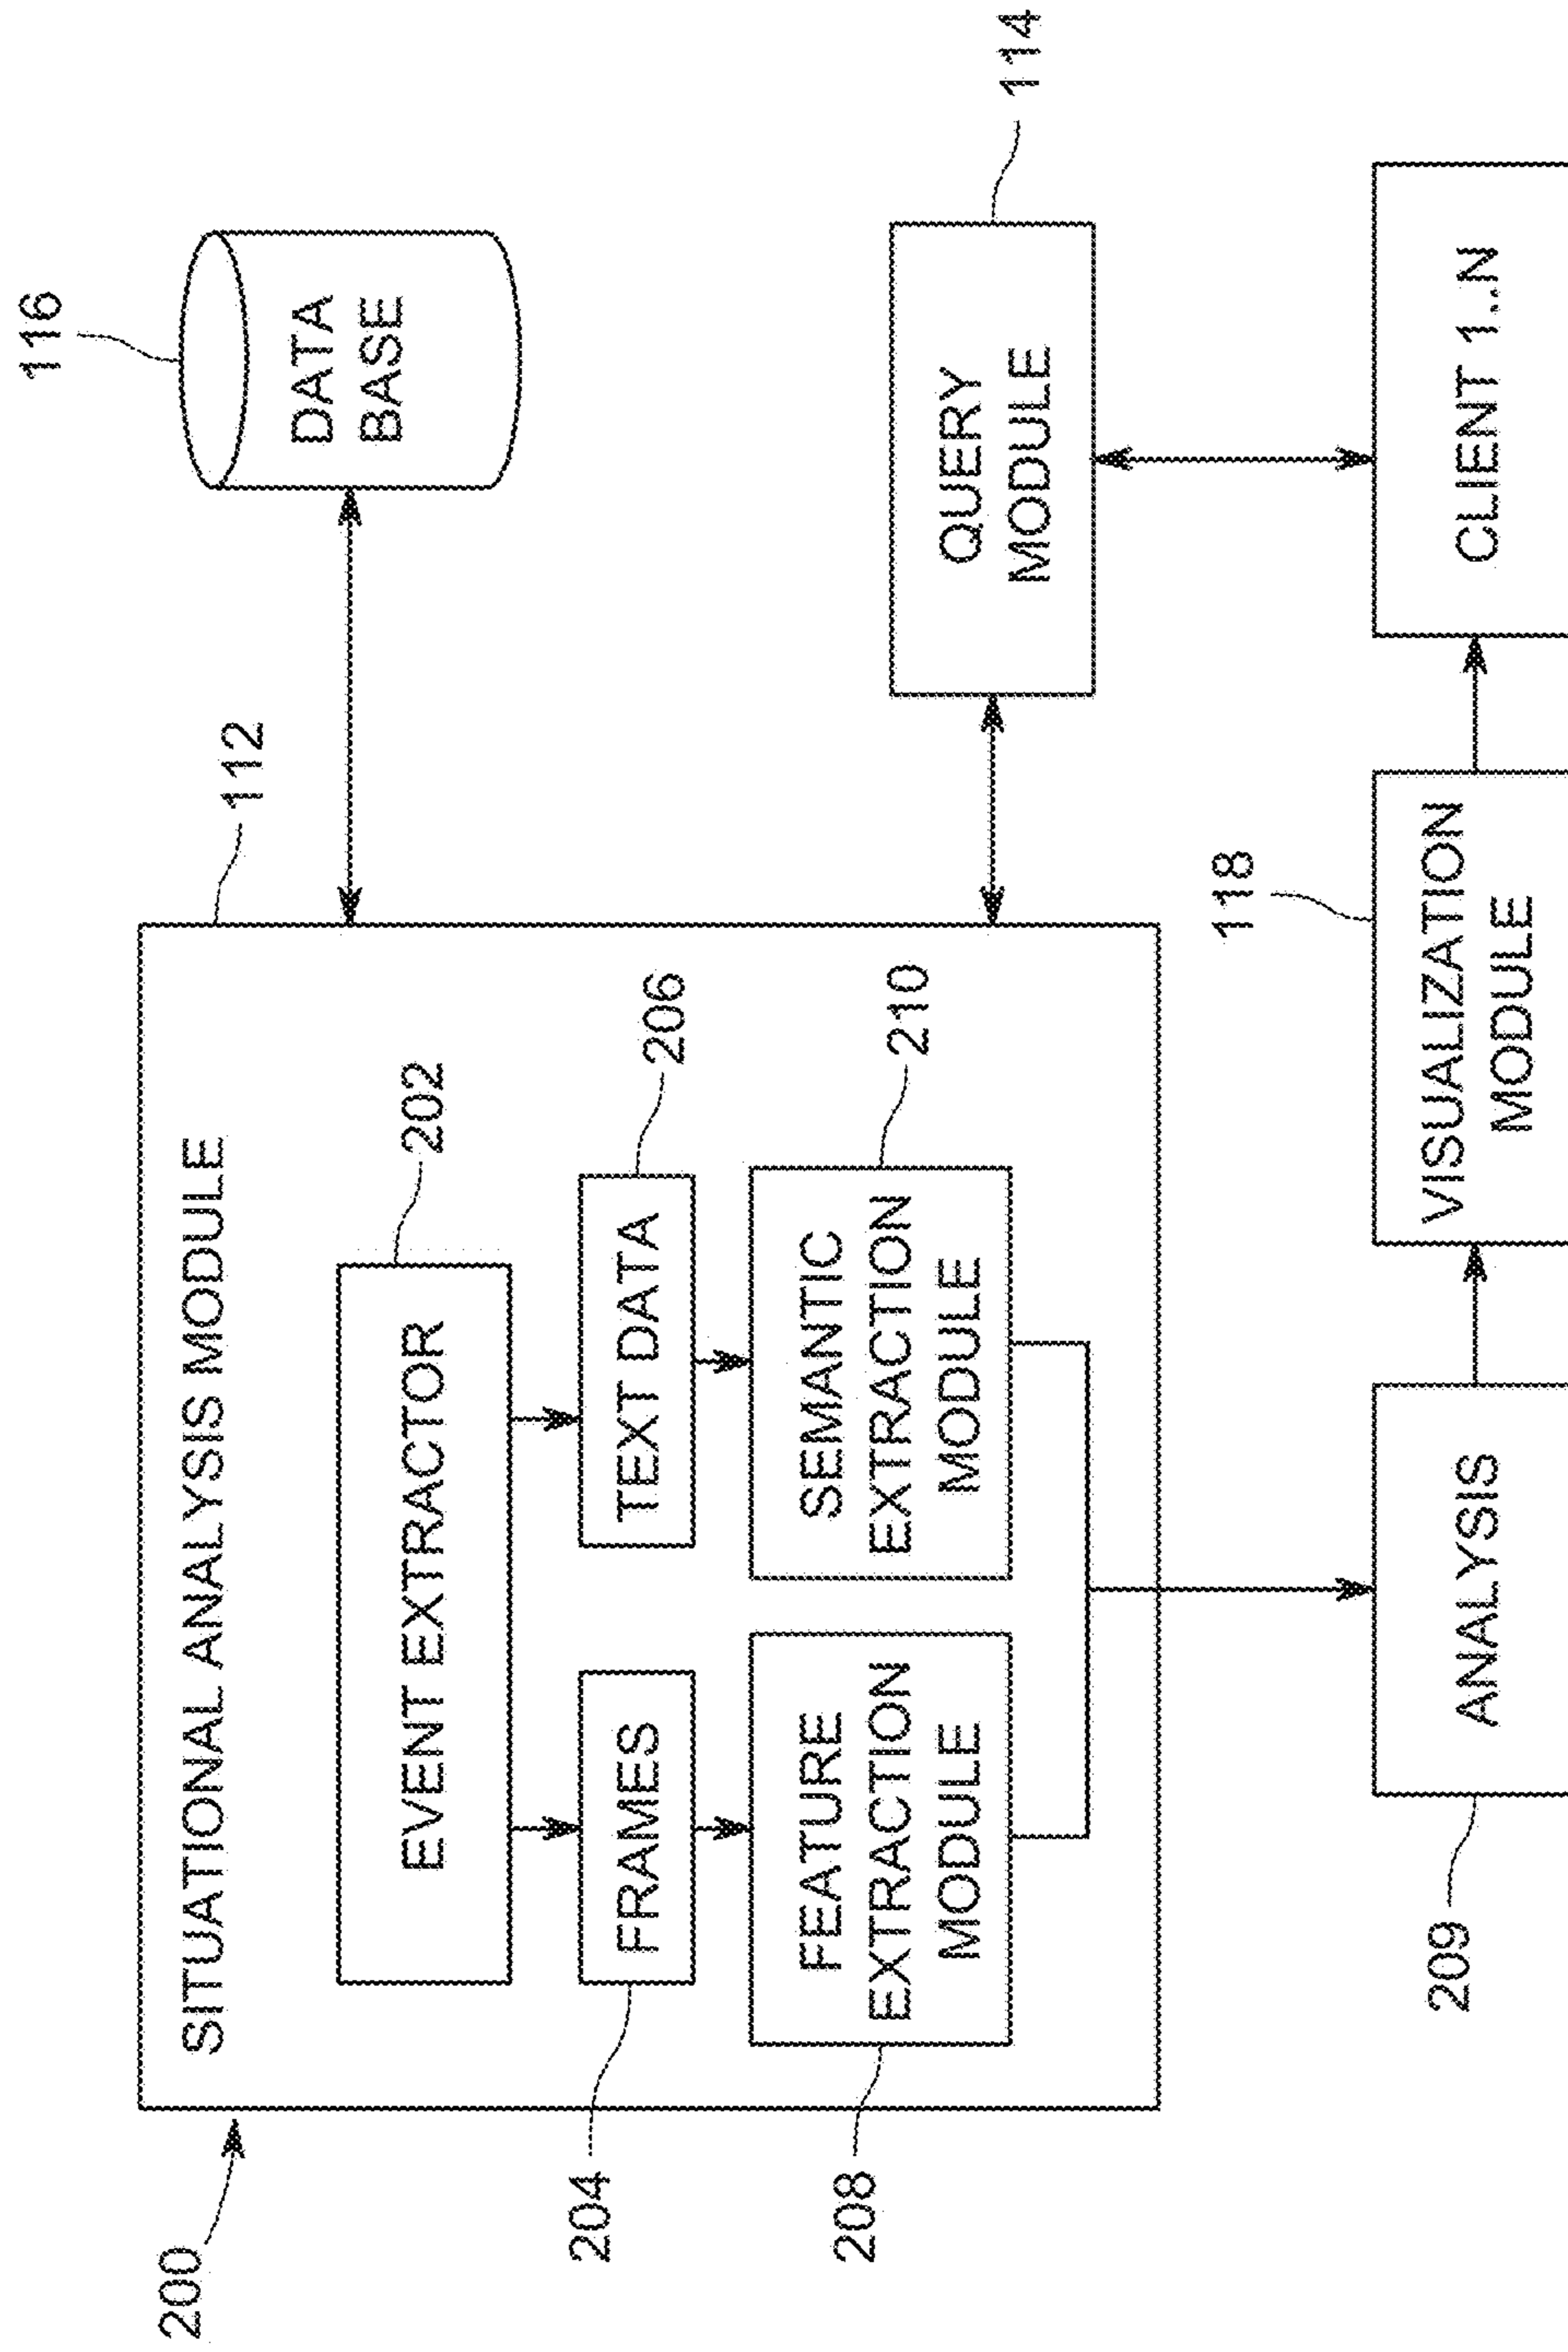 200
SITUATIONAL ANALYSIS MODULE
112
116
DATA
BASE
EVENT EXTRACTOR
202
204
FRAMES
TEXT DATA
206
208
FEATURE
EXTRACTION
MODULE
SEMANTIC
EXTRACTION
MODULE
210
QUERY
MODULE
114
209
ANALYSIS
118
VISUALIZATION
MODULE
CLIENT 1..N